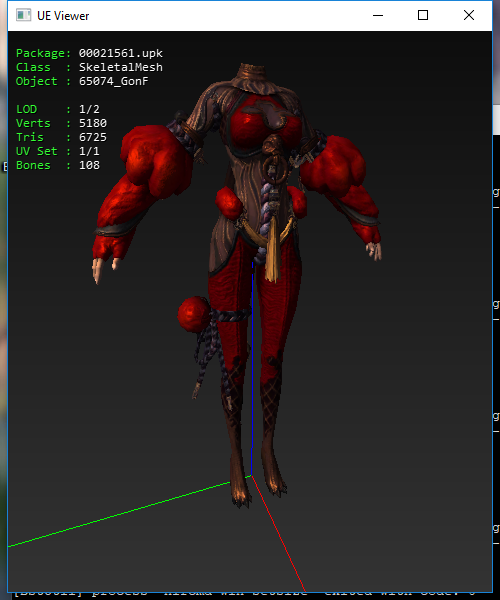 UE Viewer
Package: 00021561.upk
Class : SkeletalMesh
Object : 65074_GonF
LOD : 1/2
Verts : 5180
Tris : 6725
UV Set : 1/1
Bones : 108